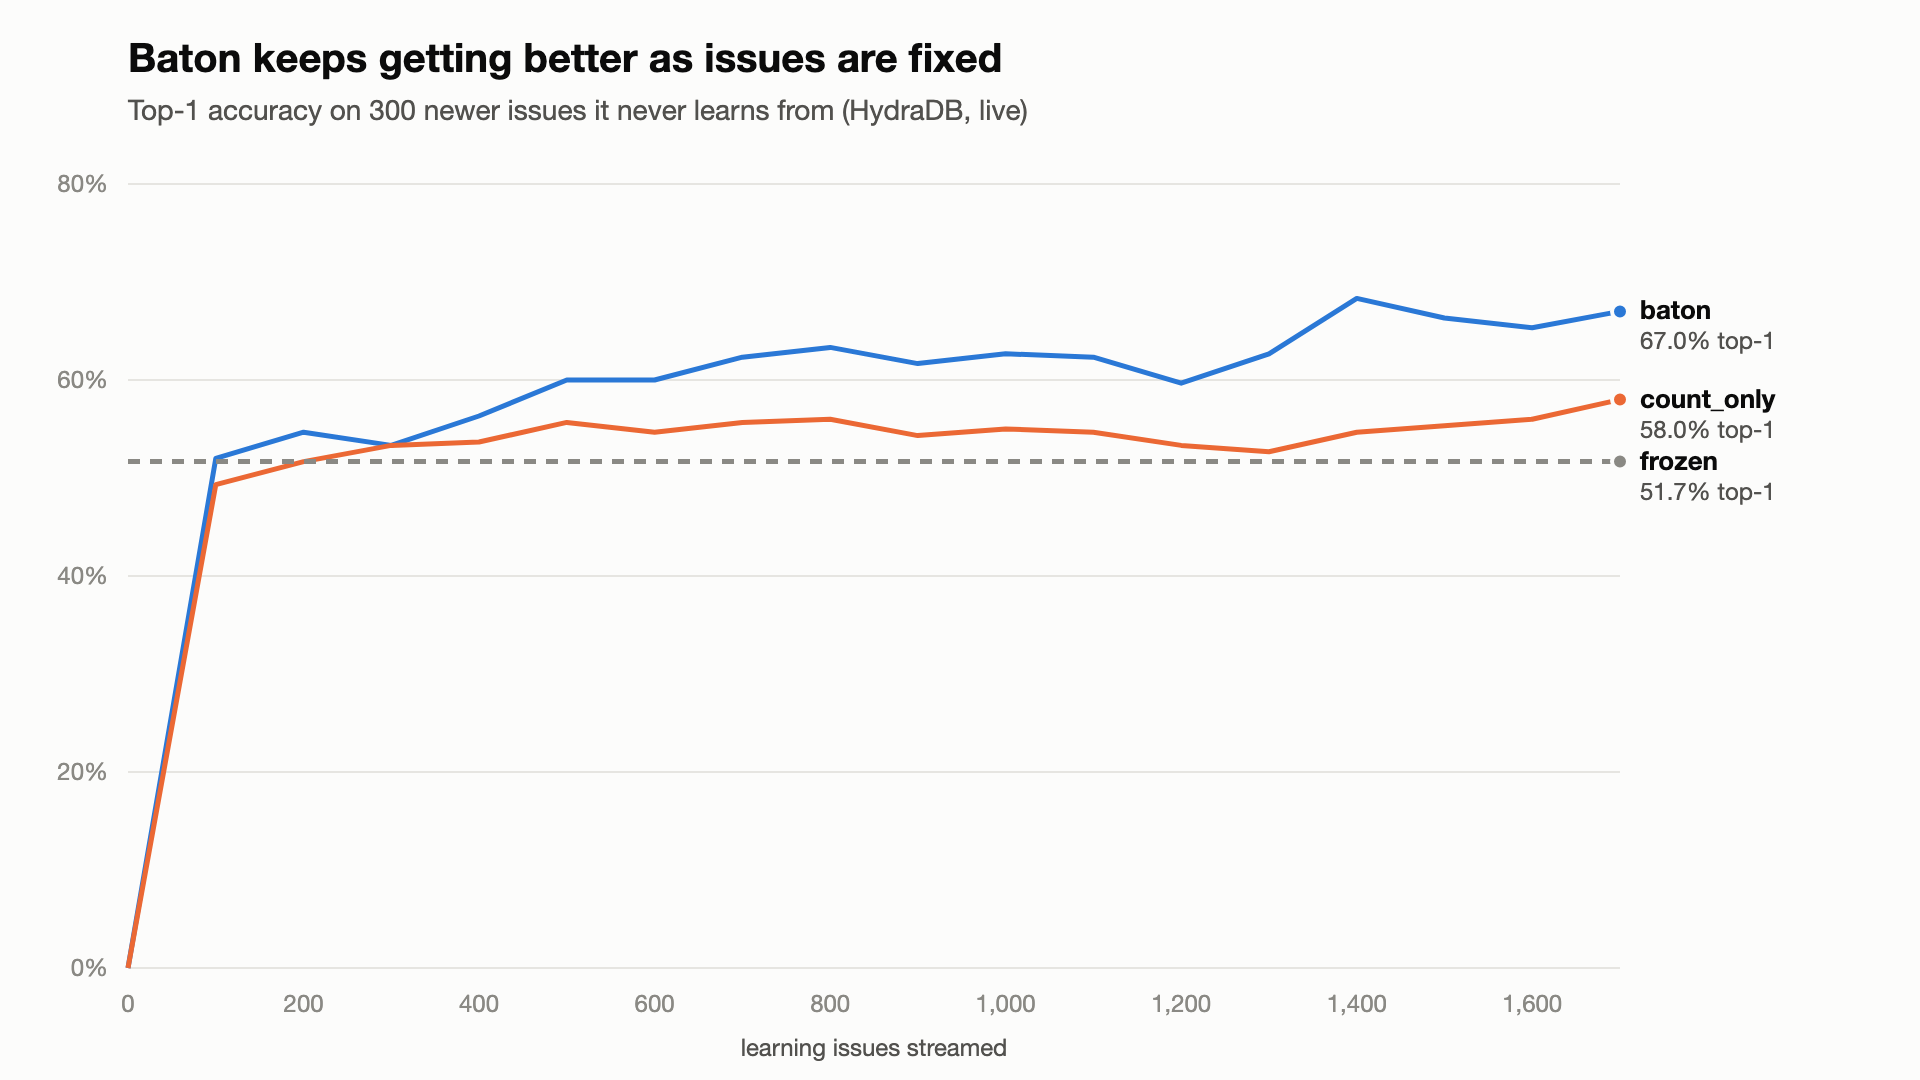 Baton keeps getting better as issues are fixed
Top-1 accuracy on 300 newer issues it never learns from (HydraDB, live)
80%
60%
40%
20%
0%
baton
67.0% top-1
count_only
58.0% top-1
frozen
51.7% top-1
0 200 400 600 800 1,000 1,200 1,400 1,600
learning issues streamed